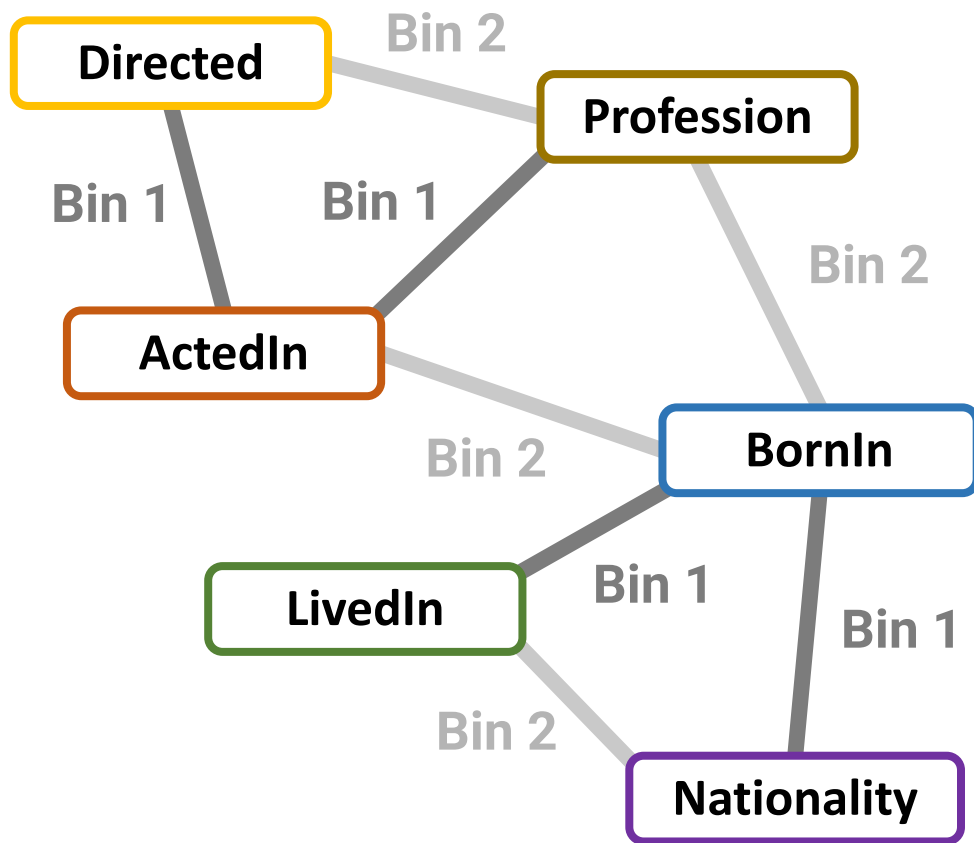 Bin 2
Directed
Profession
Bin 1
Bin 1
Bin 2
ActedIn
Bin 2
BornIn
Bin 1
LivedIn
Bin 1
Bin 2
Nationality